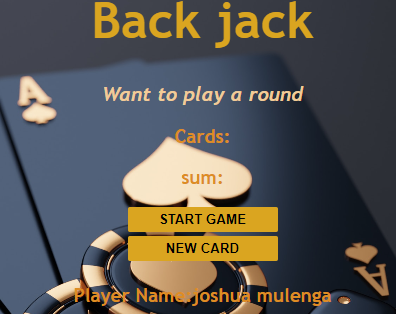 Back jack
Want to play a round
A
Cards:
sum:
START GAME
NEW CARD
A
Player Name:Joshua mulenga